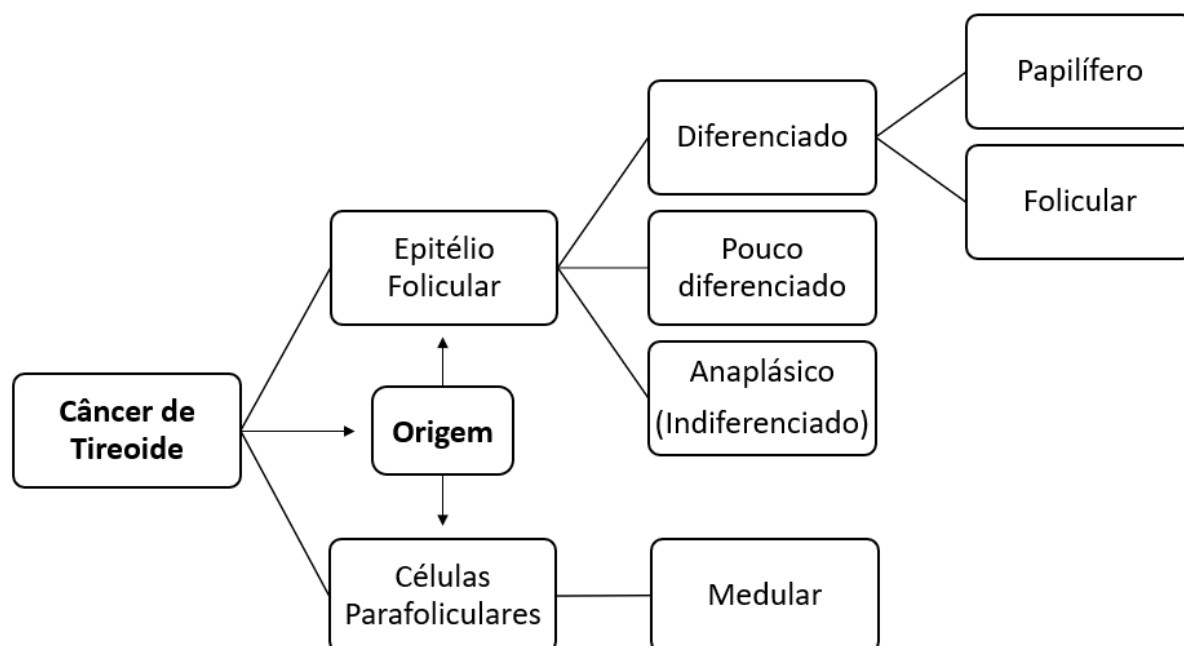 Papilífero
Diferenciado
Folicular
Epitélio
Folicular
Pouco
diferenciado
Anaplásico
(Indiferenciado)
Câncer de
Tireoide
Origem
Células
Parafoliculares
Medular